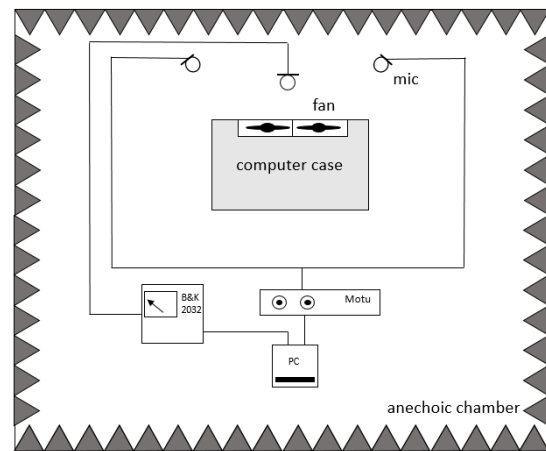 mic
fan
computer case
B&K
2032
Motu
PC
anechoic chamber